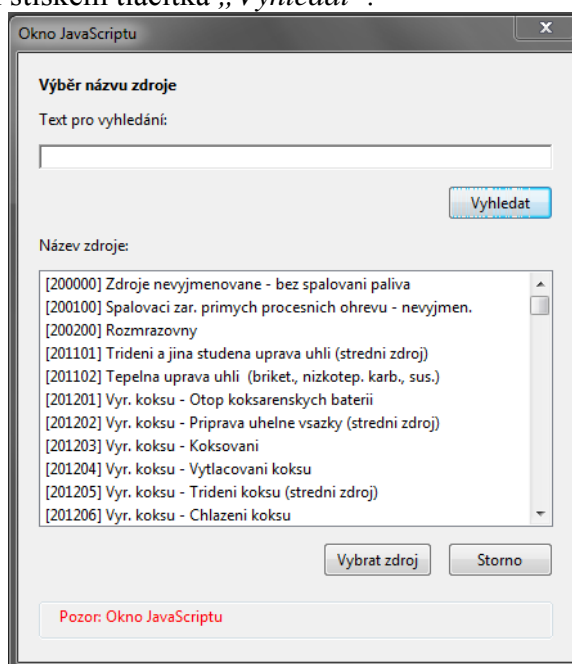 stisken tlačítka „Vyhledat“.
Okno JavaScriptu
x
Výběr názvu zdroje
Text pro vyhledání:
Vyhledat
Název zdroje:
[200000] Zdroje nevyjmenovane - bez spalovani paliva
[200100] Spalovaci zar. primych procesnich ohrevu - nevyjmen.
[200200] Rozmrazovny
[201101] Trideni a jina studena uprava uhli (stredni zdroj)
[201102] Tepelna uprava uhli (briket., nizkotep. karb., sus.)
[201201] Vyr. koksu - Otop koksarenskych baterii
[201202] Vyr. koksu - Priprava uhelne vsazky (stredni zdroj)
[201203] Vyr. koksu - Koksovani
[201204] Vyr. koksu - Vytlacovani koksu
[201205] Vyr. koksu - Trideni koksu (stredni zdroj)
[201206] Vyr. koksu - Chlazeni koksu
Vybrat zdroj Storno
Pozor: Okno JavaScriptu